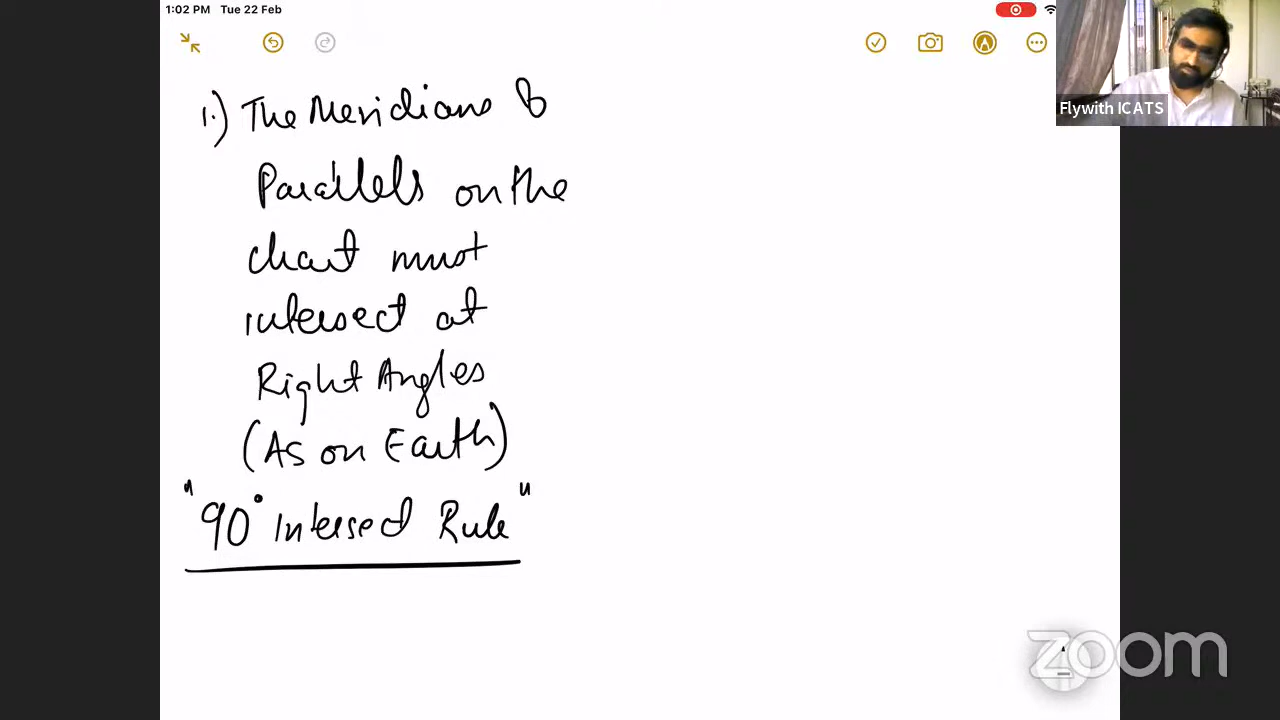 1:02 PM Tue 22 Feb
Flywith ICATS
1.) The Meridians &
Parallels on the
chart must
intersect at
Right Angles
(As on Earth)
"90° Intersect Rule"
zoom